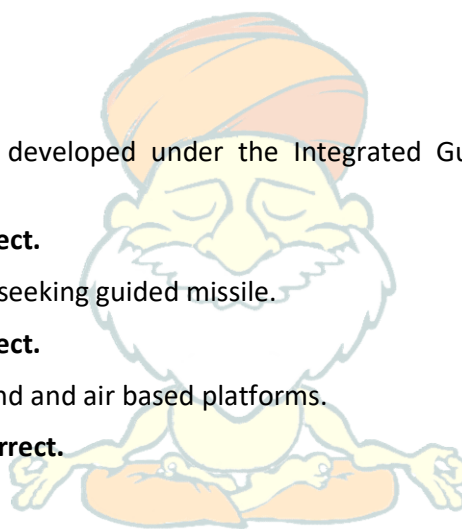 developed under the Integrated Gu
ect.
seeking guided missile.
ect.
nd and air based platforms.
rrect.